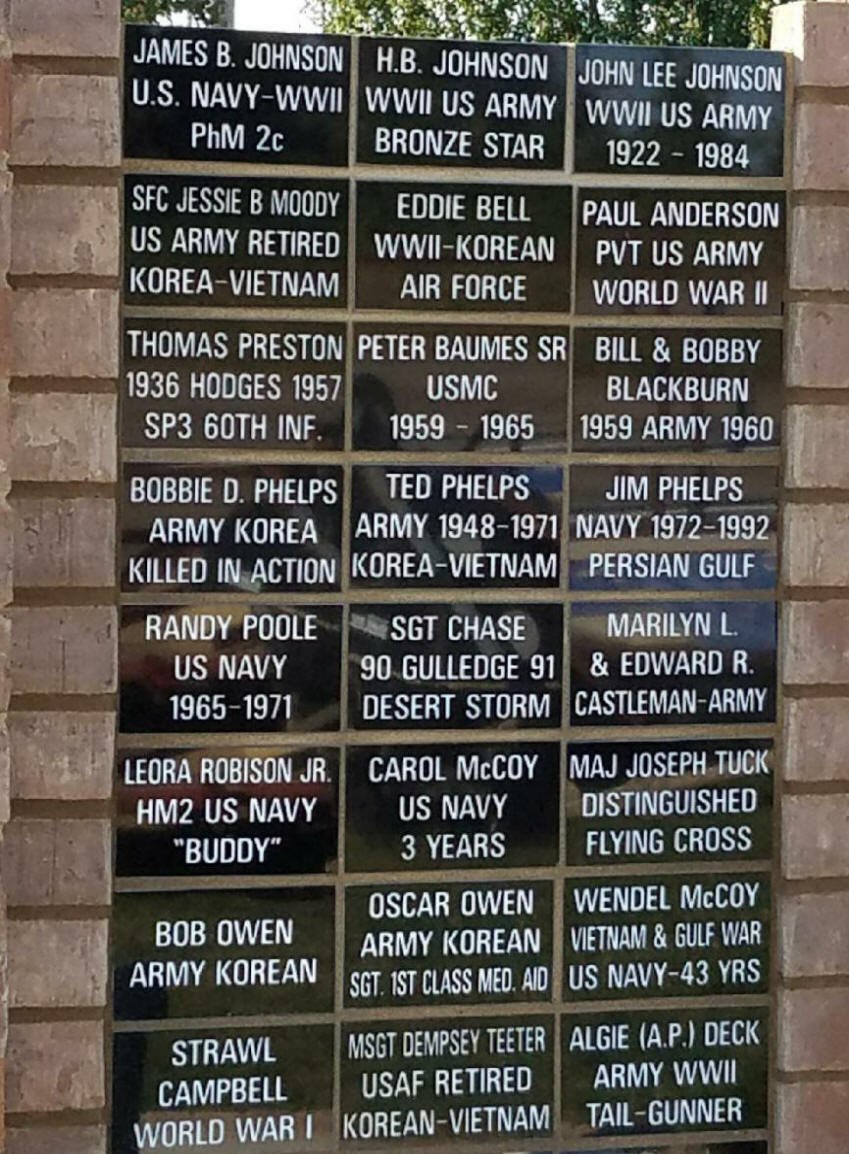 JAMES B. JOHNSON
U.S. NAVY-WWII
PhM 2c
H.B. JOHNSON
WWII US ARMY
BRONZE STAR
JOHN LEE JOHNSON
WWII US ARMY
1922 - 1984
SFC JESSIE B MOODY
US ARMY RETIRED
KOREA-VIETNAM
EDDIE BELL
WWII-KOREAN
AIR FORCE
PAUL ANDERSON
PVT US ARMY
WORLD WAR II
THOMAS PRESTON
1936 HODGES 1957
SP3 60TH INF.
PETER BAUMES SR
USMC
1959 - 1965
BILL & BOBBY
BLACKBURN
1959 ARMY 1960
BOBBIE D. PHELPS
ARMY KOREA
KILLED IN ACTION
TED PHELPS
ARMY 1948-1971
KOREA-VIETNAM
JIM PHELPS
NAVY 1972-1992
PERSIAN GULF
RANDY POOLE
US NAVY
1965-1971
SGT CHASE
90 GULLEDGE 91
DESERT STORM
MARILYN L.
& EDWARD R.
CASTLEMAN-ARMY
LEORA ROBISON JR.
HM2 US NAVY
"BUDDY"
CAROL McCOY
US NAVY
3 YEARS
MAJ JOSEPH TUCK
DISTINGUISHED
FLYING CROSS
BOB OWEN
ARMY KOREAN
OSCAR OWEN
ARMY KOREAN
SGT. 1ST CLASS MED. AID
WENDEL McCOY
VIETNAM & GULF WAR
US NAVY-43 YRS
STRAWL
CAMPBELL
WORLD WAR I
MSGT DEMPSEY TEETER
USAF RETIRED
KOREAN-VIETNAM
ALGIE (A.P.) DECK
ARMY WWII
TAIL-GUNNER